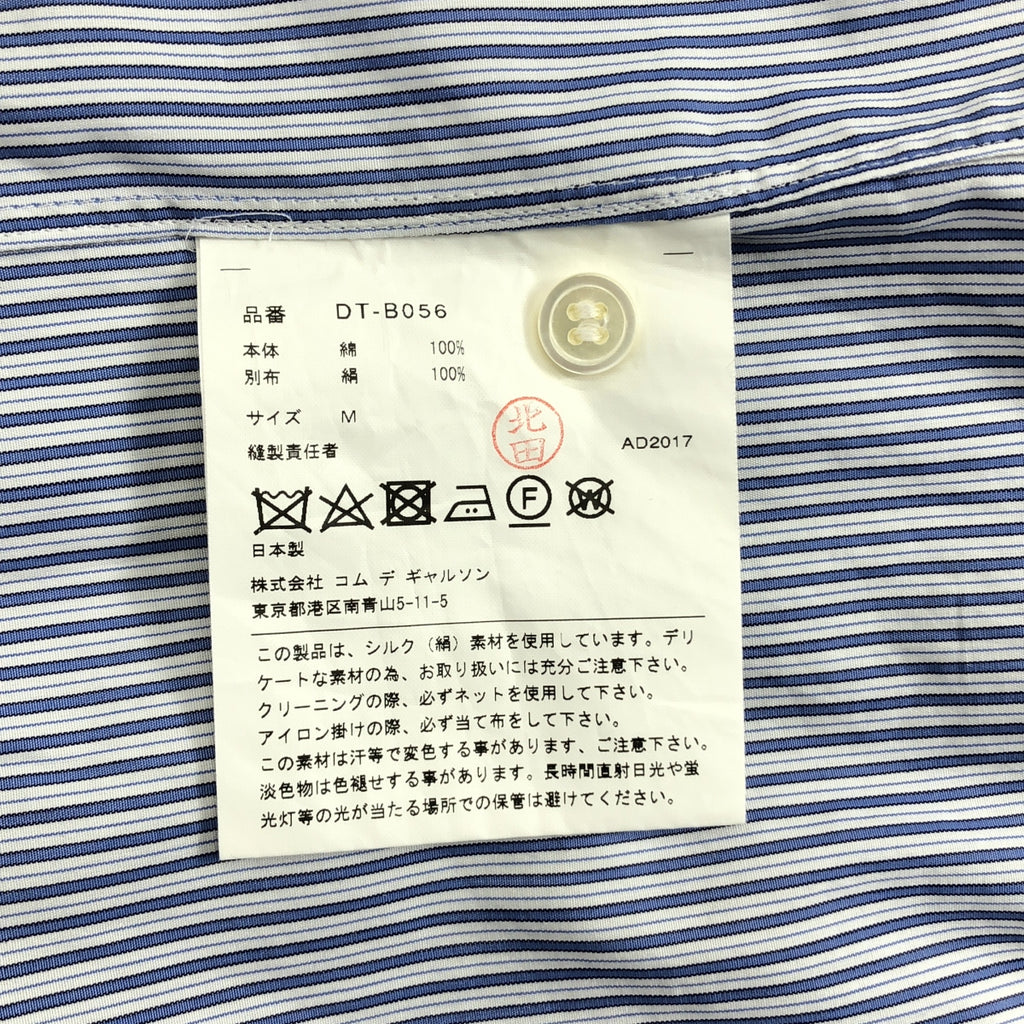 品番 DT-B056
本体 綿 100%
別布 絹 100%
サイズ M
縫製責任者 北田 AD2017
F W
日本製
株式会社 コム デ ギャルソン
東京都港区南青山5-11-5
この製品は、シルク（絹）素材を使用しています。デリ
ケートな素材の為、お取り扱いには充分ご注意下さい。
クリーニングの際、必ずネットを使用して下さい。
アイロン掛けの際、必ず当て布をして下さい。
この素材は汗等で変色する事があります、ご注意下さい。
淡色物は色褪せする事があります。長時間直射日光や蛍
光灯等の光が当たる場所での保管は避けてください。